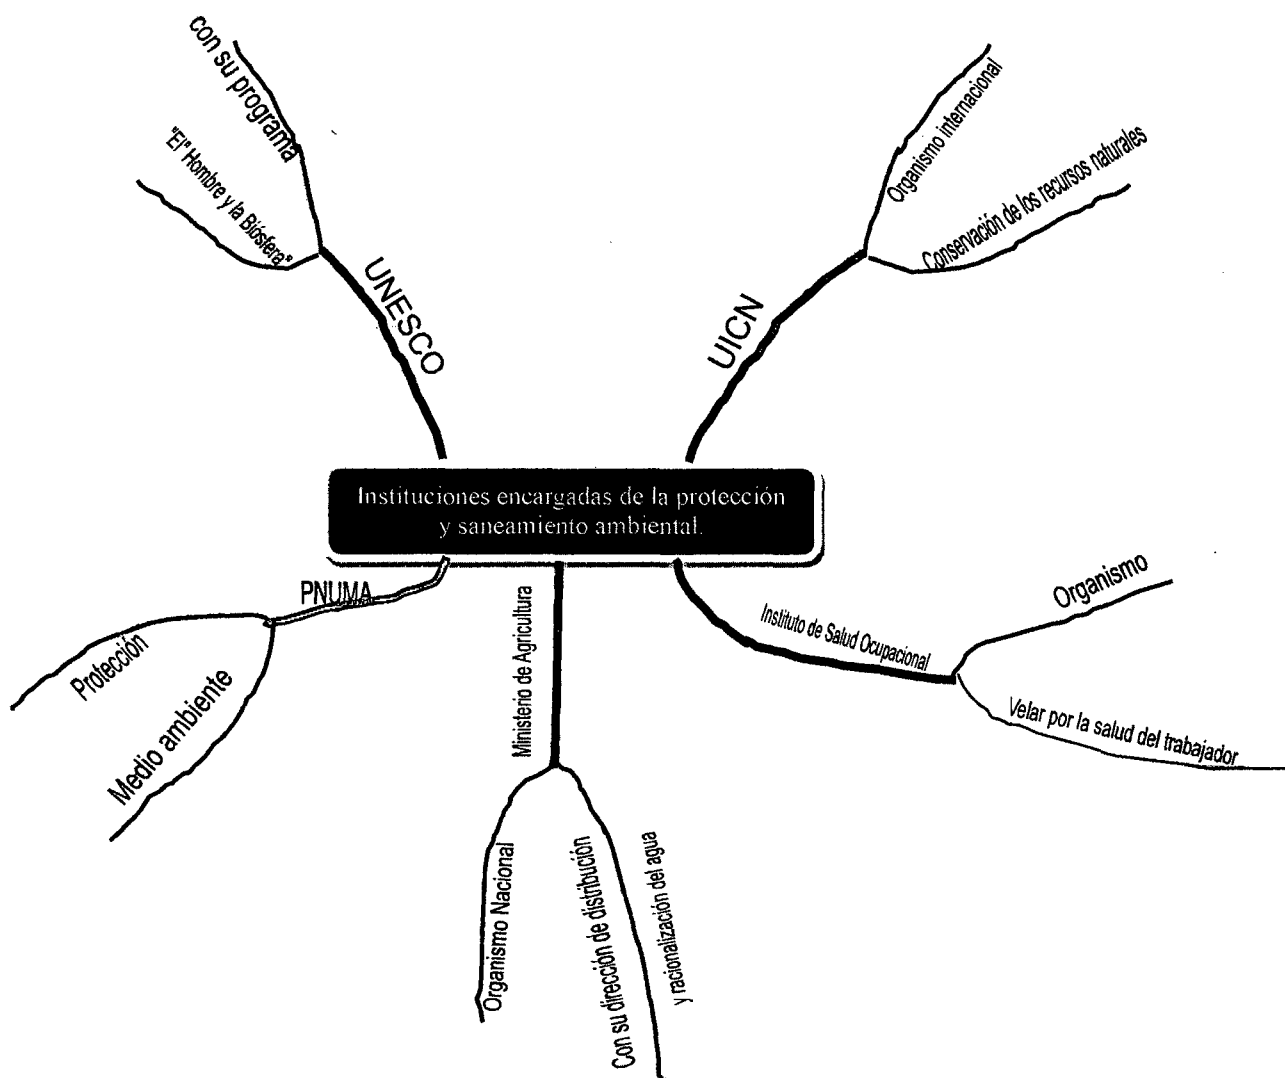 con su programa
"El" Hombre y la Biósfera"
UNESCO
Organismo internacional
Conservación de los recursos naturales
UICN
Instituciones encargadas de la protección
y saneamiento ambiental.
PNUMA
Protección
Medio ambiente
Ministerio de Agricultura
Organismo Nacional
Con su dirección de distribución
y racionalización del agua
Instituto de Salud Ocupacional
Organismo
Velar por la salud del trabajador